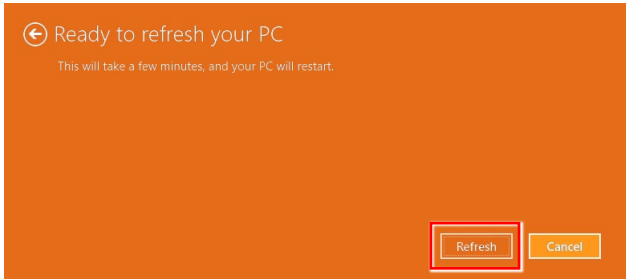 Ready to refresh your PC
This will take a few minutes, and your PC will restart.
Refresh
Cancel